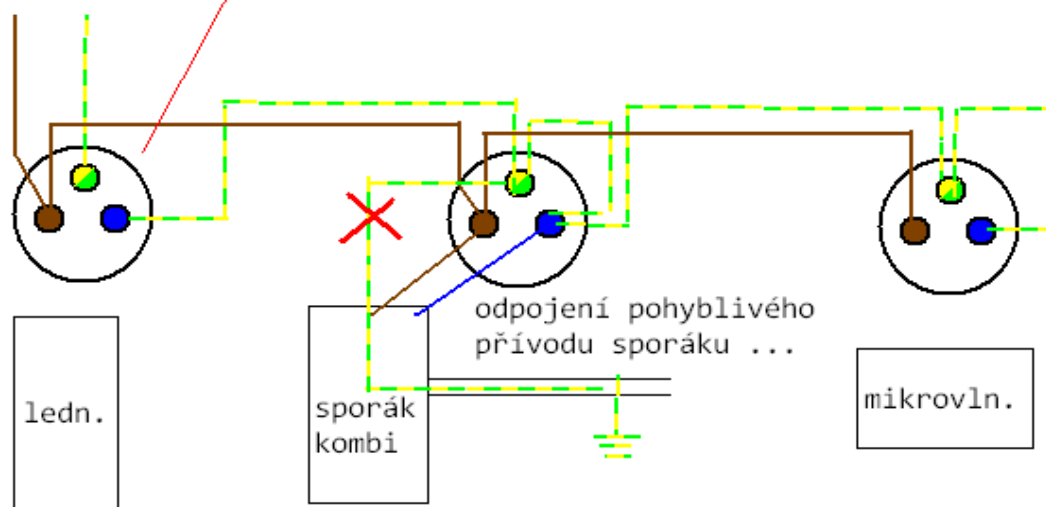 odpojení pohyblivého
přívodu sporáku ...
ledn.
sporák
kombi
mikrovln.